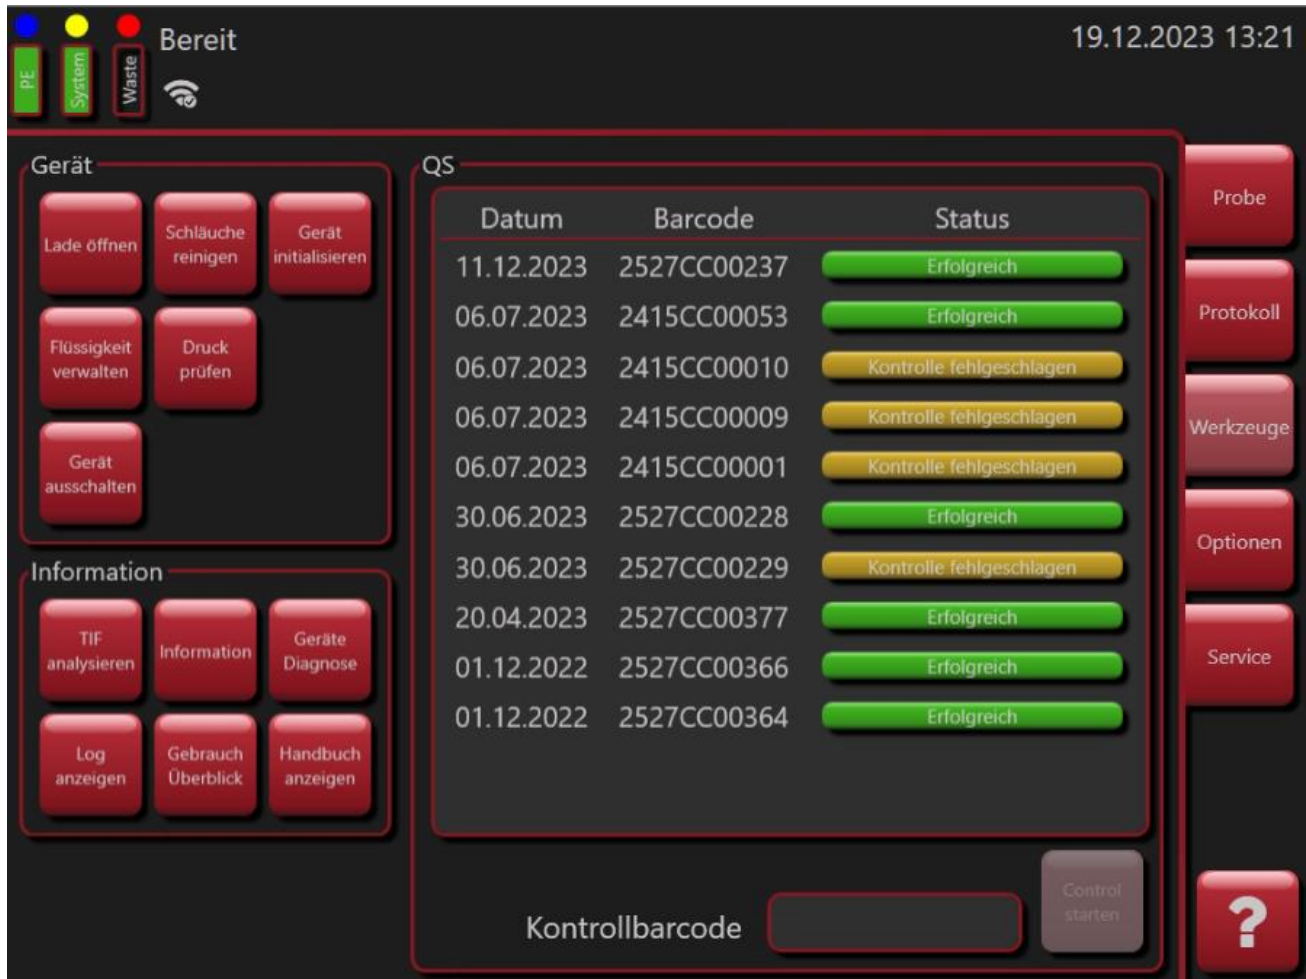 PE
System
Waste
Bereit
19.12.2023 13:21
Gerät
Lade öffnen
Schläuche
reinigen
Gerät
initialisieren
Flüssigkeit
verwalten
Druck
prüfen
Gerät
ausschalten
Information
TIF
analysieren
Information
Geräte
Diagnose
Log
anzeigen
Gebrauch
Überblick
Handbuch
anzeigen
QS
Datum Barcode Status
11.12.2023 2527CC00237 Erfolgreich
06.07.2023 2415CC00053 Erfolgreich
06.07.2023 2415CC00010 Kontrolle fehlgeschlagen
06.07.2023 2415CC00009 Kontrolle fehlgeschlagen
06.07.2023 2415CC00001 Kontrolle fehlgeschlagen
30.06.2023 2527CC00228 Erfolgreich
30.06.2023 2527CC00229 Kontrolle fehlgeschlagen
20.04.2023 2527CC00377 Erfolgreich
01.12.2022 2527CC00366 Erfolgreich
01.12.2022 2527CC00364 Erfolgreich
Kontrollbarcode
Control
starten
Probe
Protokoll
Werkzeuge
Optionen
Service
?